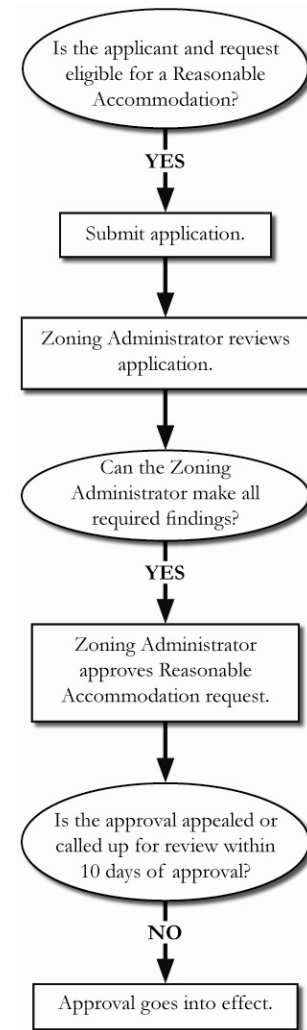 Is the applicant and request
eligible for a Reasonable
Accommodation?
YES
Submit application.
Zoning Administrator reviews
application.
Can the Zoning
Administrator make all
required findings?
YES
Zoning Administrator
approves Reasonable
Accommodation request.
Is the approval appealed or
called up for review within
10 days of approval?
NO
Approval goes into effect.